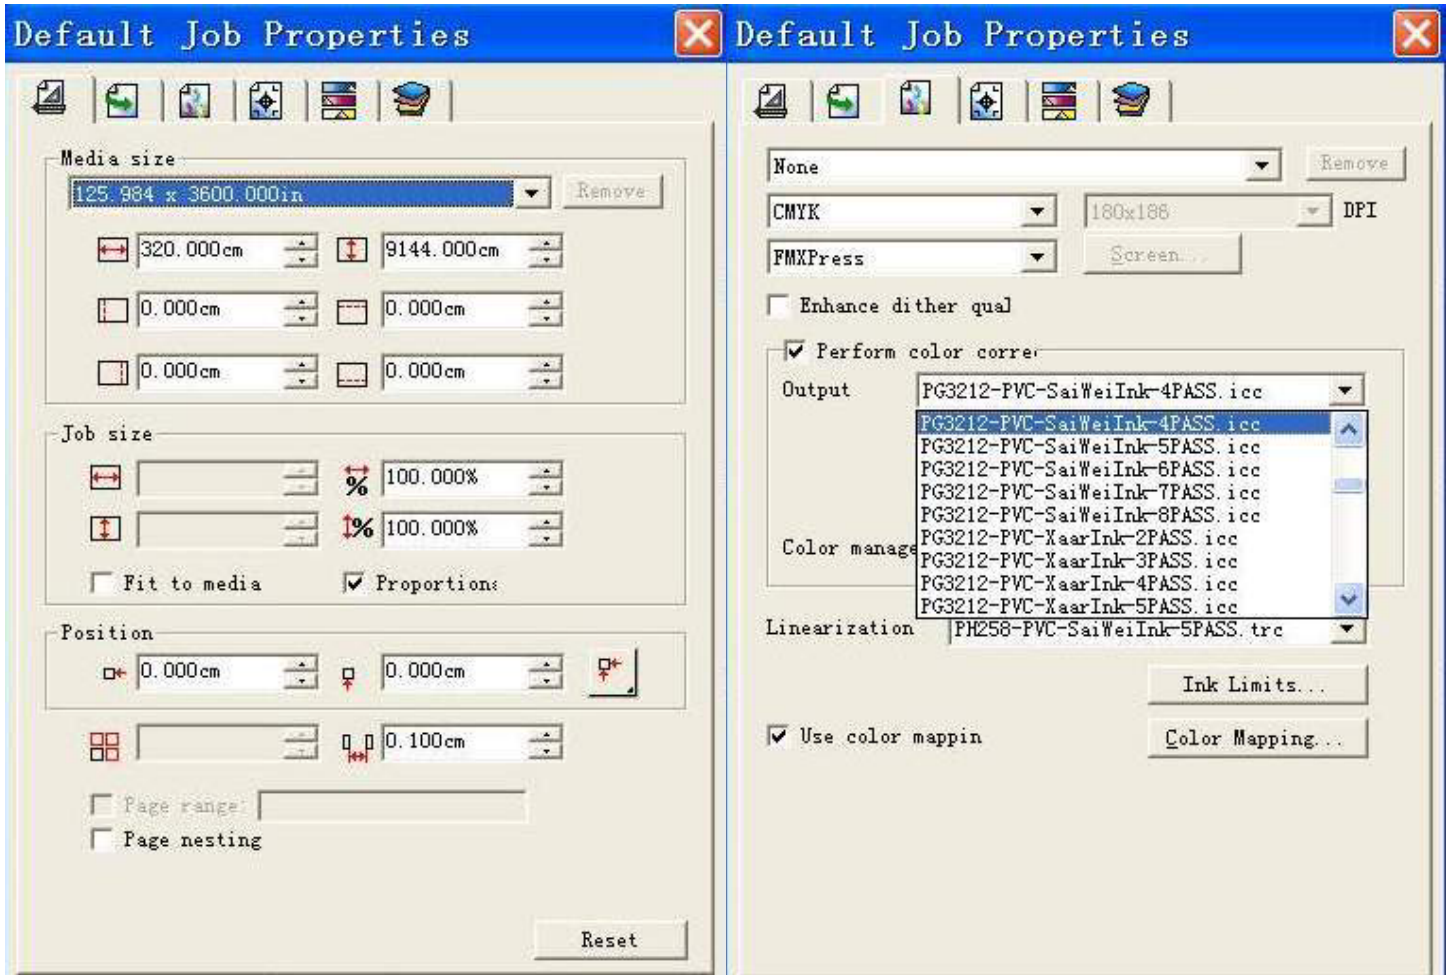 Default Job Properties
Media size
125.984 x 3600.000in
Remove
320.000cm
9144.000cm
0.000cm
0.000cm
0.000cm
0.000cm
Job size
%
100.000%
%
100.000%
Fit to media
Proportions
Position
0.000cm
0.000cm
0.100cm
Page range:
Page nesting
Reset
Default Job Properties
None
Remove
CMYK
180x186
DPI
FMXPress
Screen...
Enhance dither qual
Perform color corre
Output
PG3212-PVC-SaiWeiInk-4PASS.icc
PG3212-PVC-SaiWeiInk-4PASS.icc
PG3212-PVC-SaiWeiInk-5PASS.icc
PG3212-PVC-SaiWeiInk-6PASS.icc
PG3212-PVC-SaiWeiInk-7PASS.icc
PG3212-PVC-SaiWeiInk-8PASS.icc
PG3212-PVC-XaarInk-2PASS.icc
PG3212-PVC-XaarInk-3PASS.icc
PG3212-PVC-XaarInk-4PASS.icc
PG3212-PVC-XaarInk-5PASS.icc
Color manage
Linearization
PH258-PVC-SaiWeiInk-5PASS.trc
Ink Limits...
Use color mappin
Color Mapping...